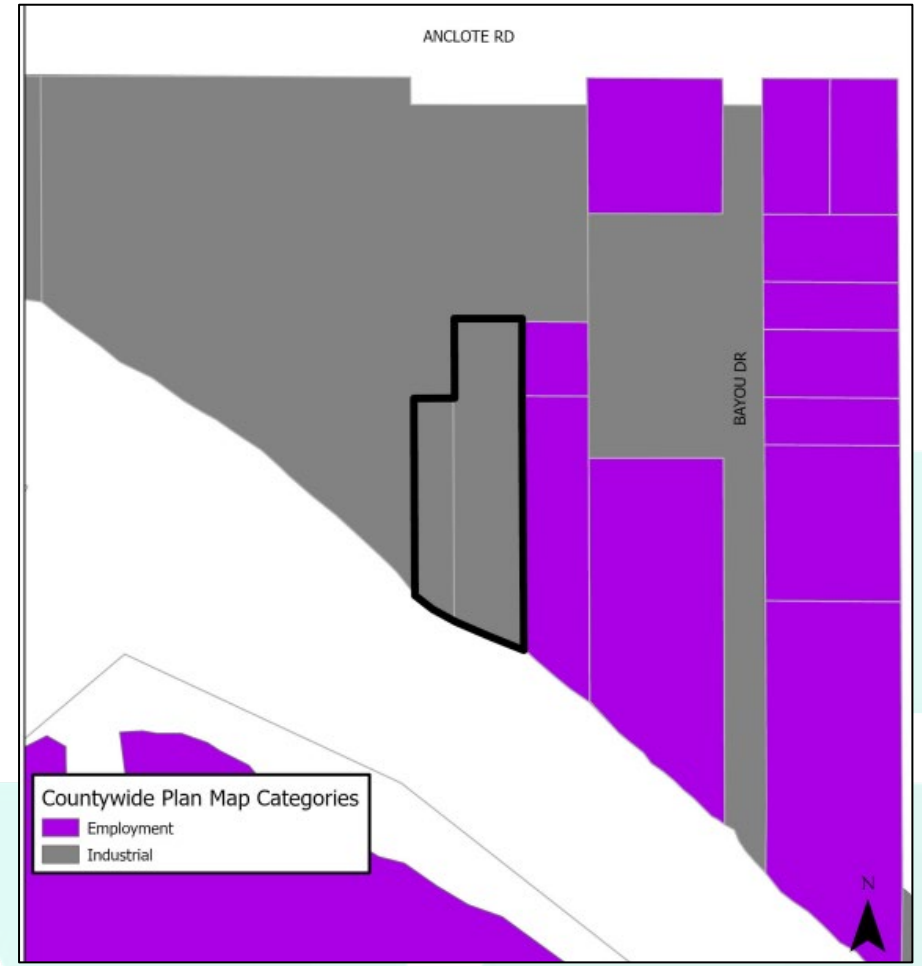 ANCLOTE RD
BAYOU DR
Countywide Plan Map Categories
Employment
Industrial
N